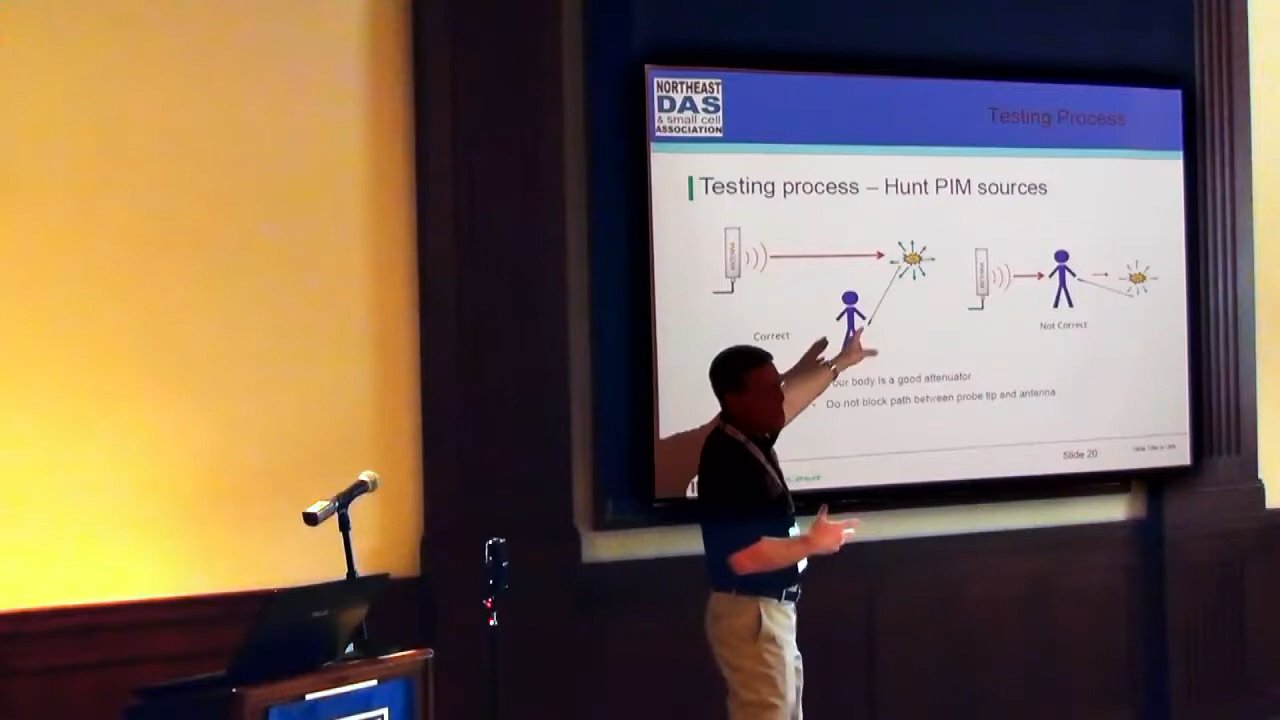 NORTHEAST
DAS
& small cell
ASSOCIATION
Testing Process
Testing process – Hunt PIM sources
Correct
Not Correct
our body is a good attenuator
Do not block path between probe tip and antenna
Slide 20